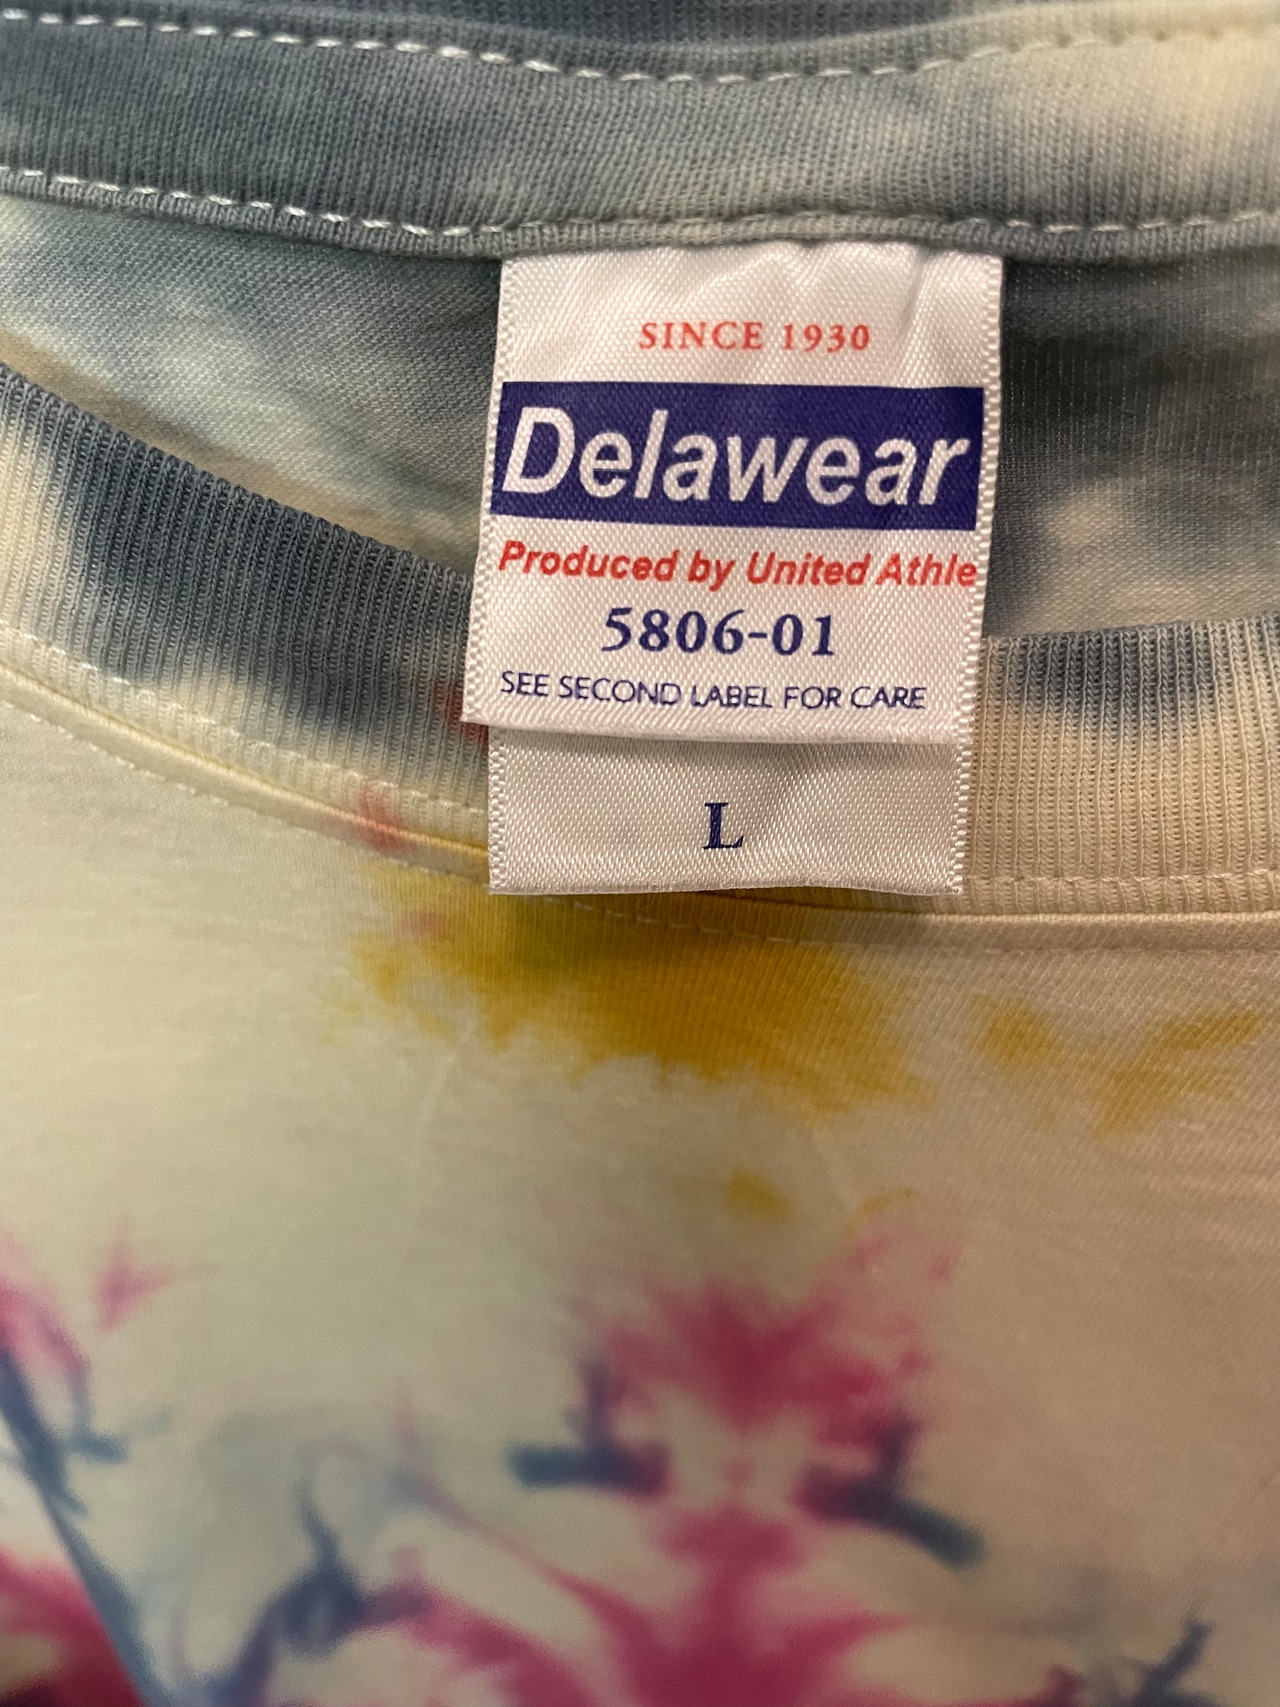 SINCE 1930
Delawear
Produced by United Athle
5806-01
SEE SECOND LABEL FOR CARE
L